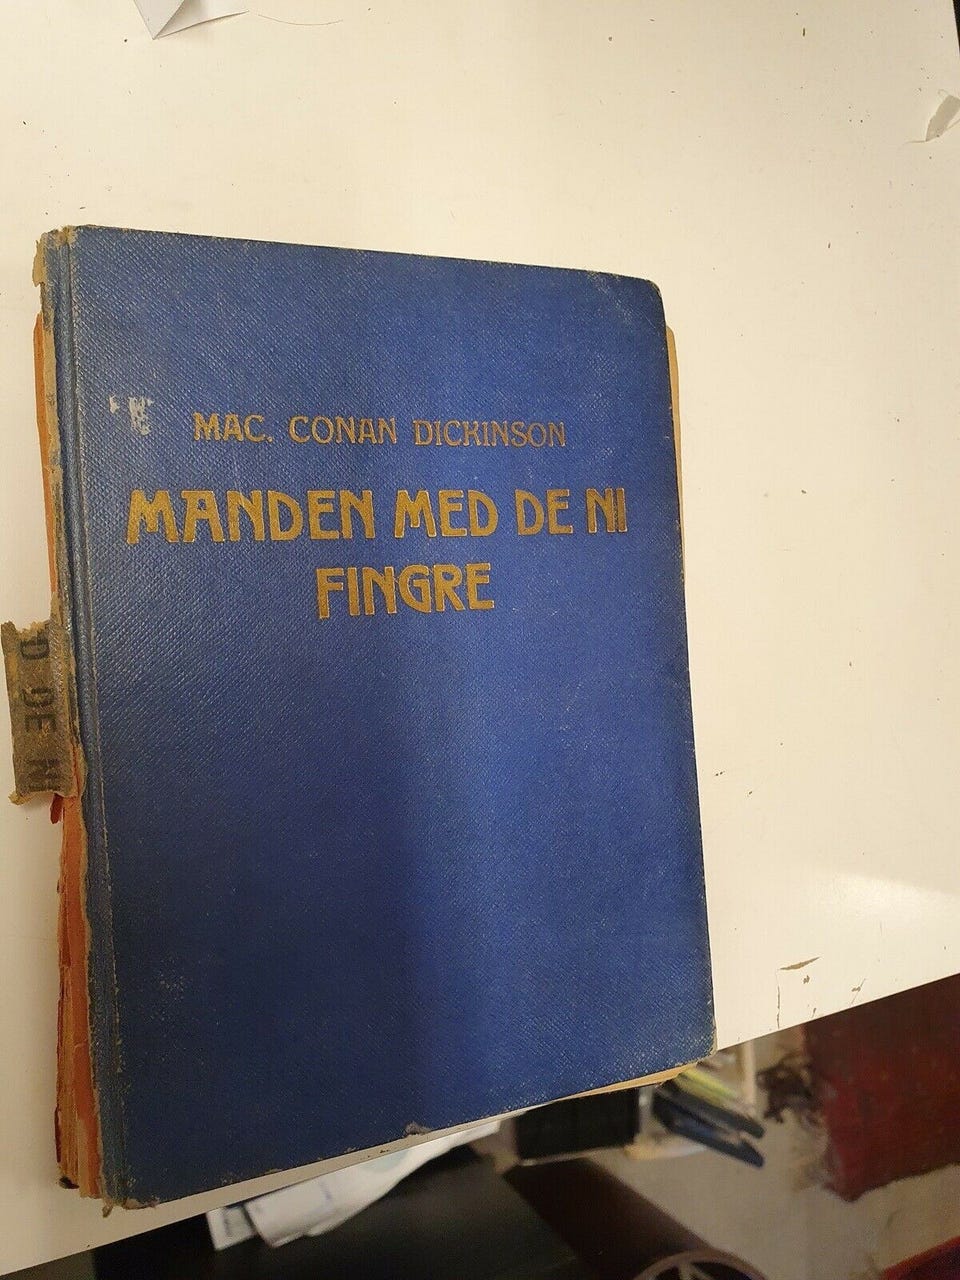 MAC. CONAN DICKINSON
MANDEN MED DE NI
FINGRE
D DE N